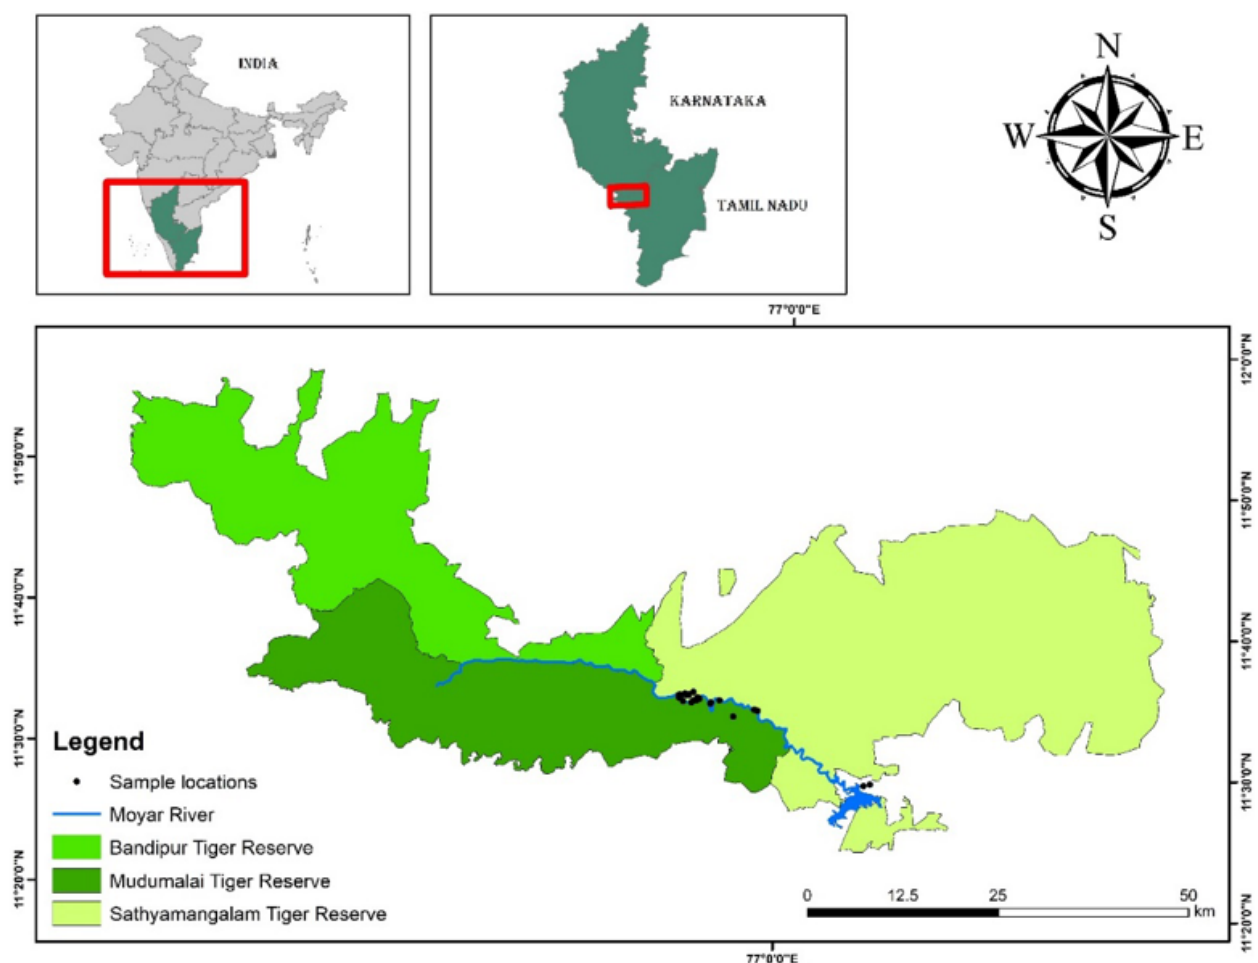 INDIA
KARNATAKA
TAMIL NADU
N
W
E
S
77°0'0"E
12°0'0"N
11°50'0"N
11°50'0"N
11°40'0"N
11°40'0"N
11°30'0"N
11°30'0"N
11°20'0"N
11°20'0"N
Legend
Sample locations
Moyar River
Bandipur Tiger Reserve
Mudumalai Tiger Reserve
Sathyamangalam Tiger Reserve
0 12.5 25 50
km
77°0'0"E